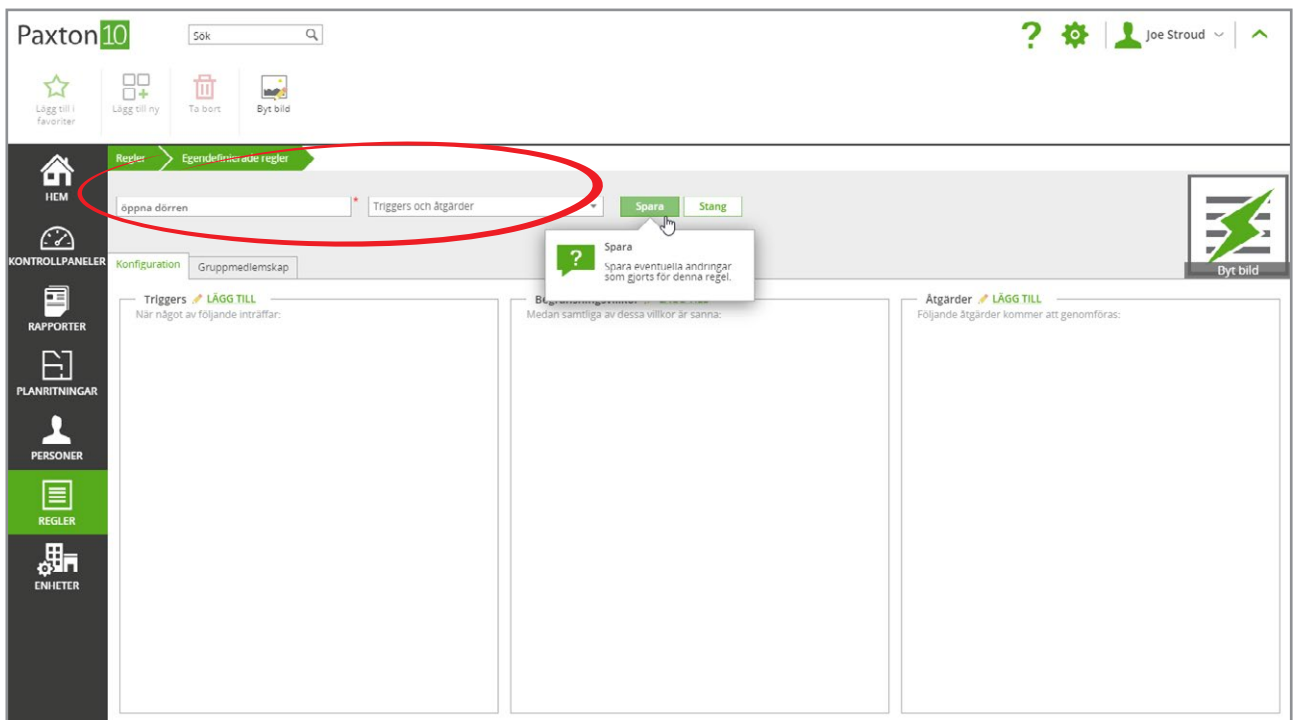 Paxton10
Sök
Joe Stroud
Lägg till i
favoriter
Lägg till ny
Ta bort
Byt bild
HEM
KONTROLLPANELER
RAPPORTER
PLANRITNINGAR
PERSONER
REGLER
ENHETER
Regler
Egendefinierade regler
öppna dörren
*
Triggers och åtgärder
Spara
Stang
Spara
Spara eventuella andringar
som gjorts för denna regel.
Byt bild
Konfiguration
Gruppmedlemskap
Triggers LÄGG TILL
När något av följande inträffar:
Medan samtliga av dessa villkor är sanna:
Åtgärder LÄGG TILL
Följande åtgärder kommer att genomföras: